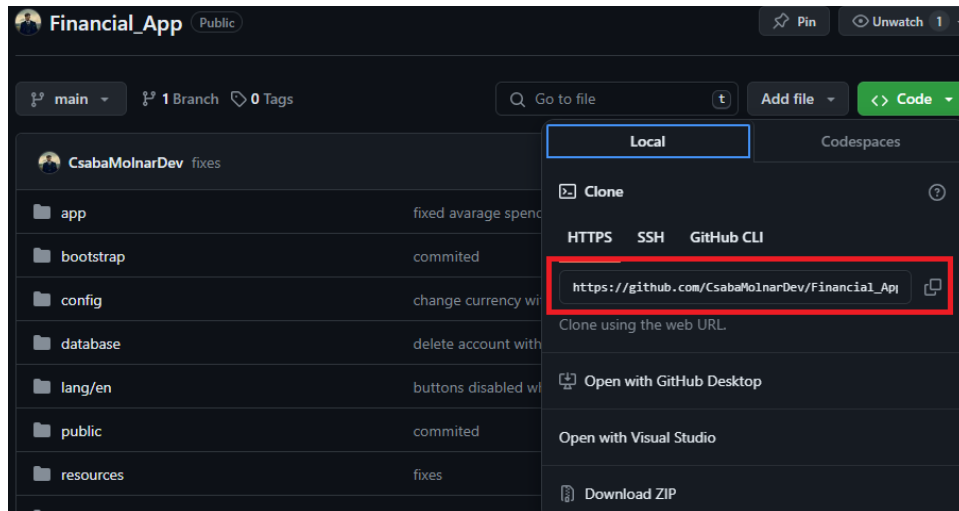 Financial_App Public Pin Unwatch 1
main 1 Branch 0 Tags Go to file t Add file Code
Local Codespaces
CsabaMolnarDev fixes
Clone
app fixed avarage spend
HTTPS SSH GitHub CLI
bootstrap commited
https://github.com/CsabaMolnarDev/Financial_Ap
config change currency wi
Clone using the web URL.
database delete account with
Open with GitHub Desktop
lang/en buttons disabled wh
public commited
Open with Visual Studio
resources fixes
Download ZIP